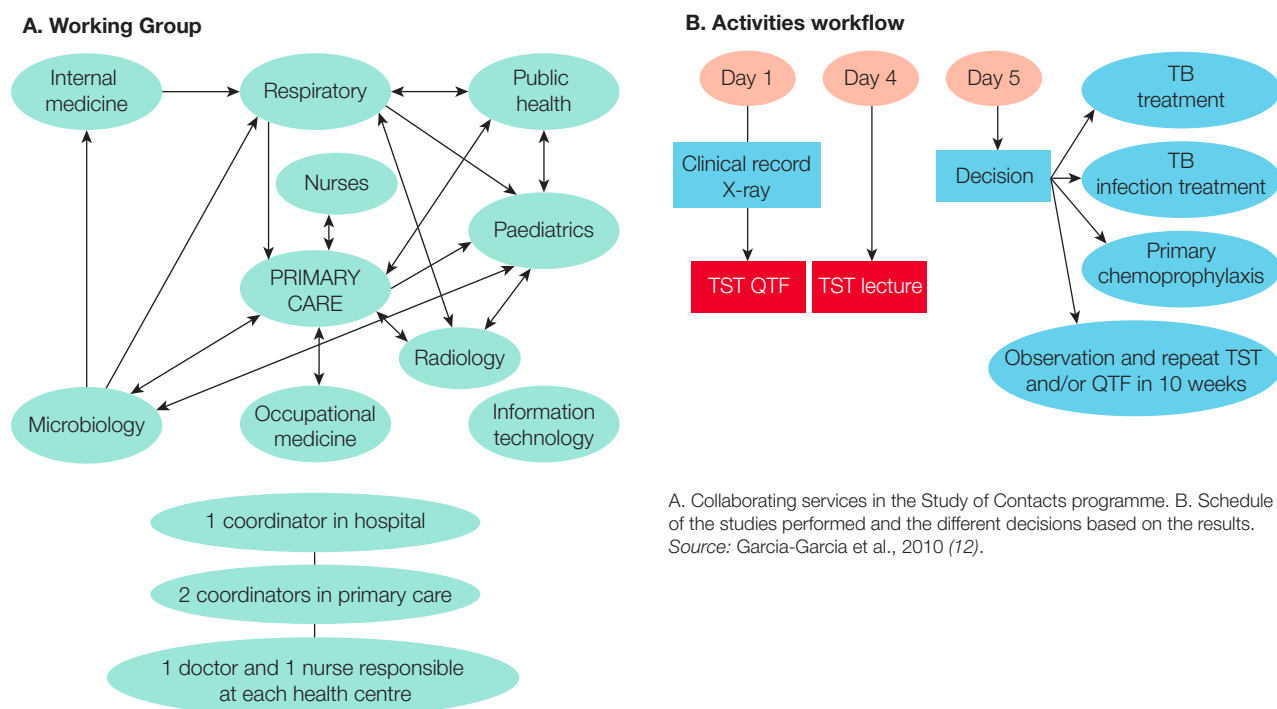 A. Working Group
Internal
medicine
Respiratory
Public
health
Nurses
Paediatrics
PRIMARY
CARE
Radiology
Microbiology
Occupational
medicine
Information
technology
1 coordinator in hospital
2 coordinators in primary care
1 doctor and 1 nurse responsible
at each health centre
B. Activities workflow
Day 1
Day 4
Day 5
TB
treatment
Clinical record
X-ray
Decision
TB
infection treatment
TST QTF
TST lecture
Primary
chemoprophylaxis
Observation and repeat TST
and/or QTF in 10 weeks
A. Collaborating services in the Study of Contacts programme. B. Schedule
of the studies performed and the different decisions based on the results.
Source: Garcia-Garcia et al., 2010 (12).